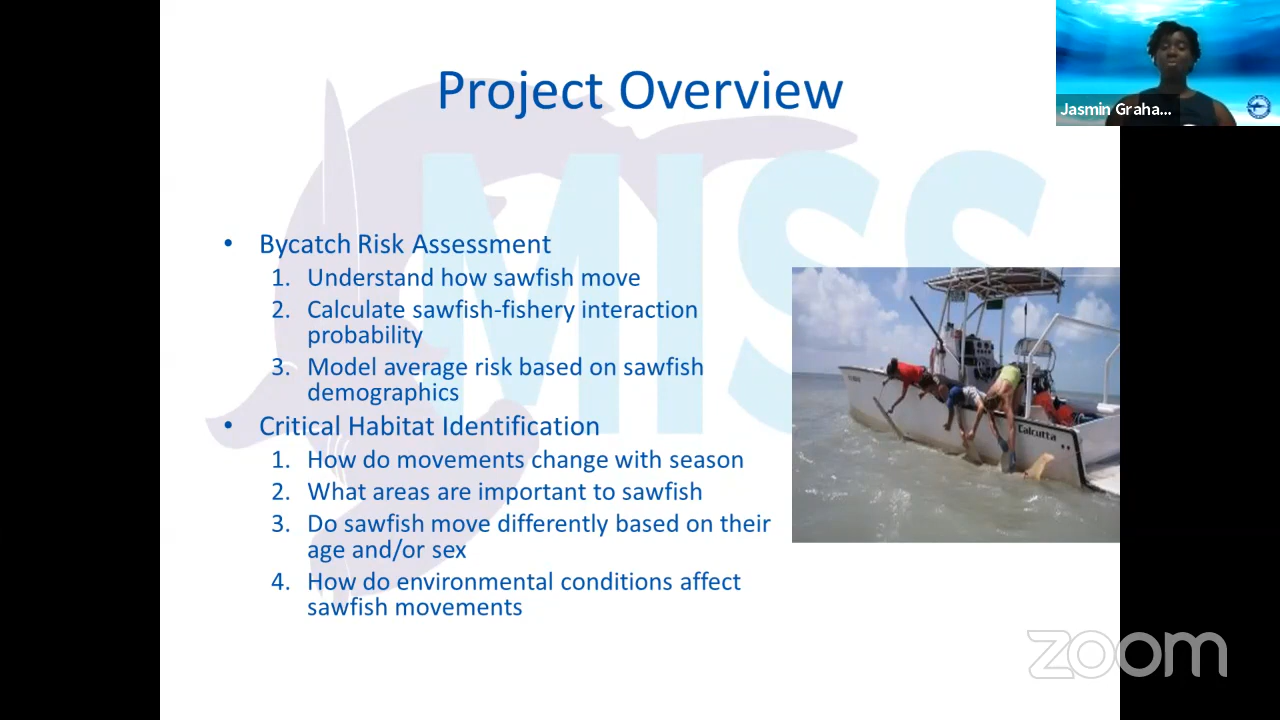 Project Overview
Jasmin Graha...
MISS
• Bycatch Risk Assessment
1. Understand how sawfish move
2. Calculate sawfish-fishery interaction
probability
3. Model average risk based on sawfish
demographics
• Critical Habitat Identification
1. How do movements change with season
2. What areas are important to sawfish
3. Do sawfish move differently based on their
age and/or sex
4. How do environmental conditions affect
sawfish movements
Calcutta
zoom